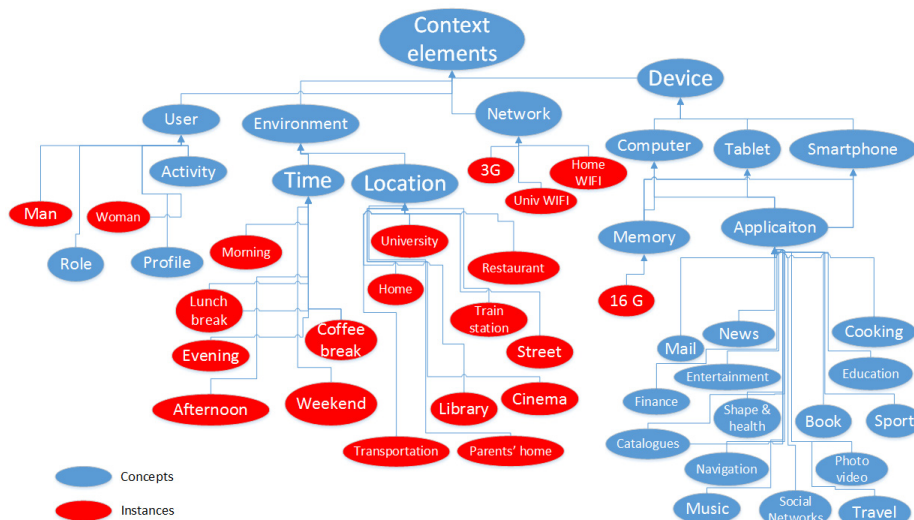 Context
elements
Device
User
Environment
Network
Computer
Tablet
Smartphone
Activity
Time
Location
3G
Home
WIFI
Univ WIFI
Man
Woman
Role
Profile
Morning
University
Restaurant
Memory
Applicaiton
Home
Lunch
break
Train
station
16 G
Coffee
break
Evening
Street
Mail
News
Cooking
Entertainment
Education
Afternoon
Weekend
Library
Cinema
Finance
Shape &
health
Book
Sport
Catalogues
Transportation
Parents' home
Navigation
Photo
video
Music
Social
Networks
Travel
Concepts
Instances